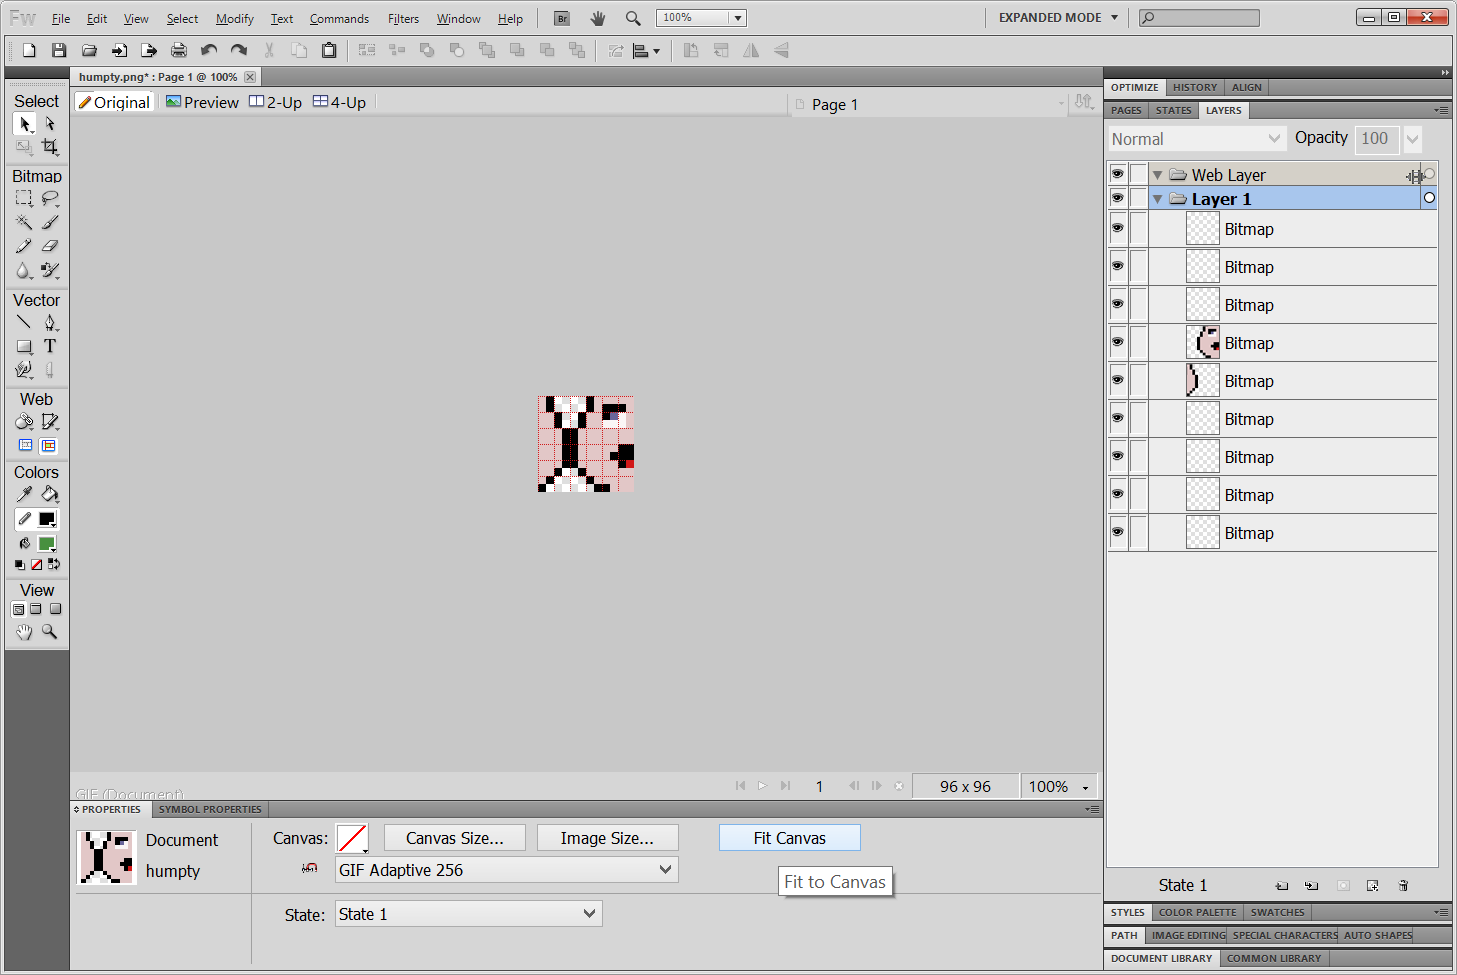 Fw File Edit View Select Modify Text Commands Filters Window Help Br 100% EXPANDED MODE
humpty.png* : Page 1 @ 100%
Original Preview 2-Up 4-Up Page 1
Select
Bitmap
Vector
T
Web
Colors
View
OPTIMIZE HISTORY ALIGN
PAGES STATES LAYERS
Normal Opacity 100
Web Layer
Layer 1
Bitmap
Bitmap
Bitmap
Bitmap
Bitmap
Bitmap
Bitmap
Bitmap
Bitmap
State 1
STYLES COLOR PALETTE SWATCHES
PATH IMAGE EDITING SPECIAL CHARACTERS AUTO SHAPES
DOCUMENT LIBRARY COMMON LIBRARY
GIF (Document)
1 96 x 96 100%
PROPERTIES SYMBOL PROPERTIES
Document
humpty
Canvas: Canvas Size... Image Size... Fit Canvas
GIF Adaptive 256
Fit to Canvas
State: State 1